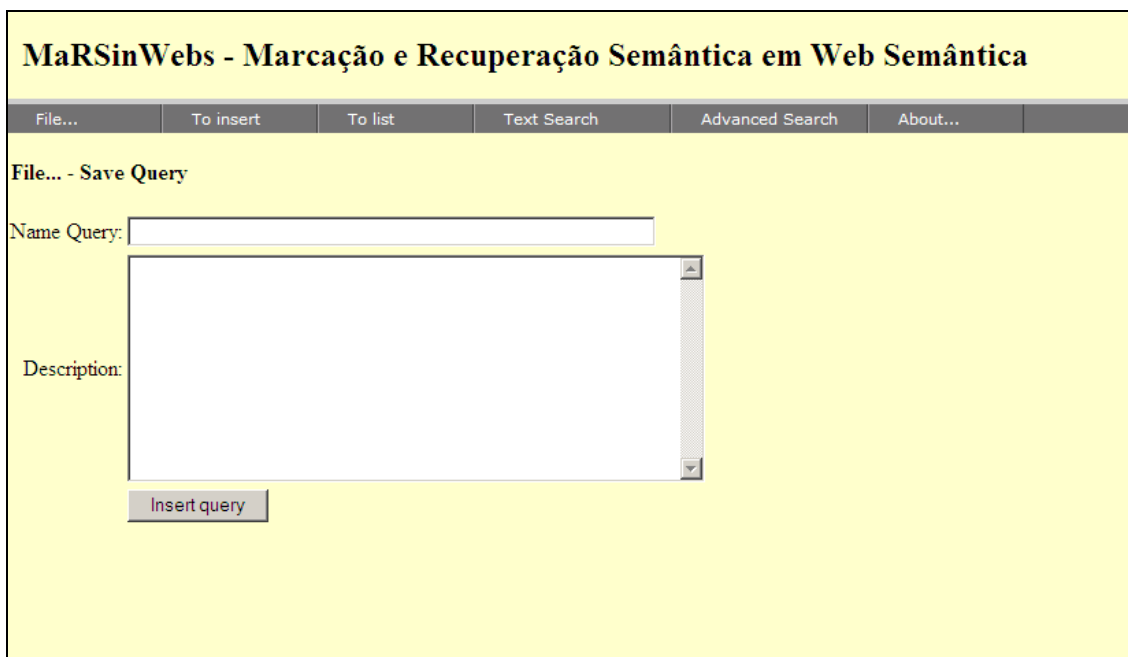 MaRSinWebs - Marcação e Recuperação Semântica em Web Semântica
File... To insert To list Text Search Advanced Search About...
File... - Save Query
Name Query:
Description:
Insert query